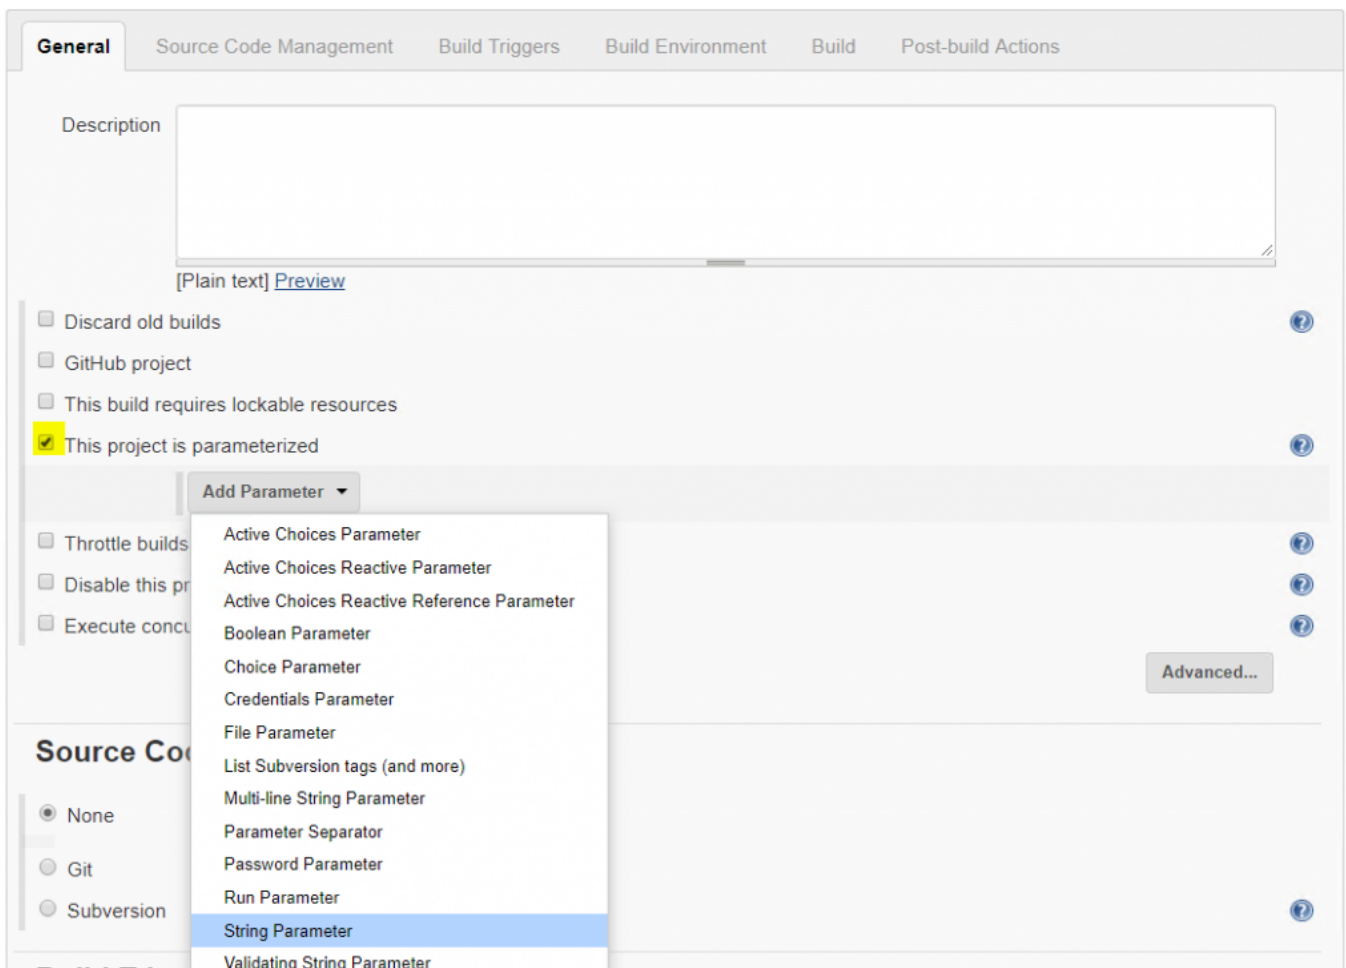 General Source Code Management Build Triggers Build Environment Build Post-build Actions
Description
[Plain text] Preview
Discard old builds
GitHub project
This build requires lockable resources
This project is parameterized
Add Parameter
Throttle builds
Disable this pr
Execute concu
Active Choices Parameter
Active Choices Reactive Parameter
Active Choices Reactive Reference Parameter
Boolean Parameter
Choice Parameter
Credentials Parameter
File Parameter
List Subversion tags (and more)
Multi-line String Parameter
Parameter Separator
Password Parameter
Run Parameter
String Parameter
Validating String Parameter
Advanced...
Source Co
None
Git
Subversion